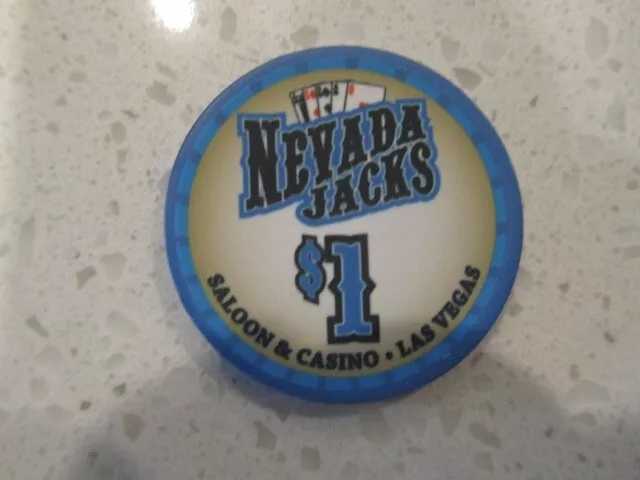 NEVADA
JACKS
$1
SALOON & CASINO • LAS VEGAS